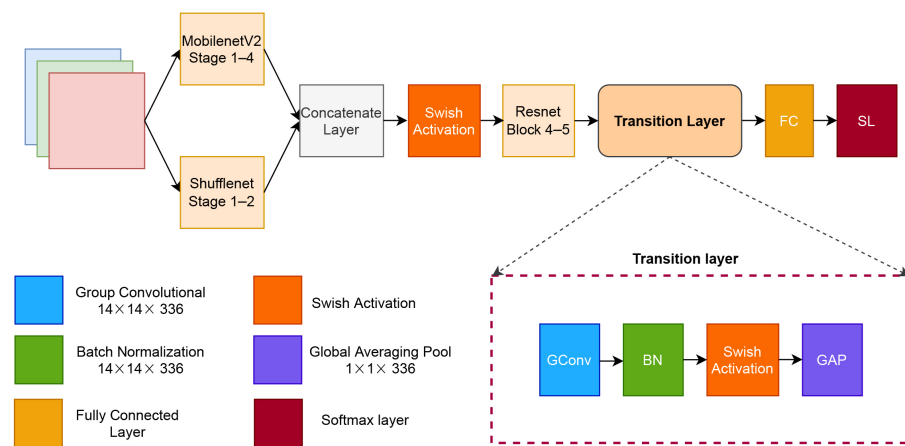 MobilenetV2
Stage 1–4
Shufflenet
Stage 1–2
Concatenate
Layer
Swish
Activation
Resnet
Block 4–5
Transition Layer
FC
SL
Transition layer
GConv
BN
Swish
Activation
GAP
Group Convolutional
14×14× 336
Swish Activation
Batch Normalization
14×14× 336
Global Averaging Pool
1×1× 336
Fully Connected
Layer
Softmax layer